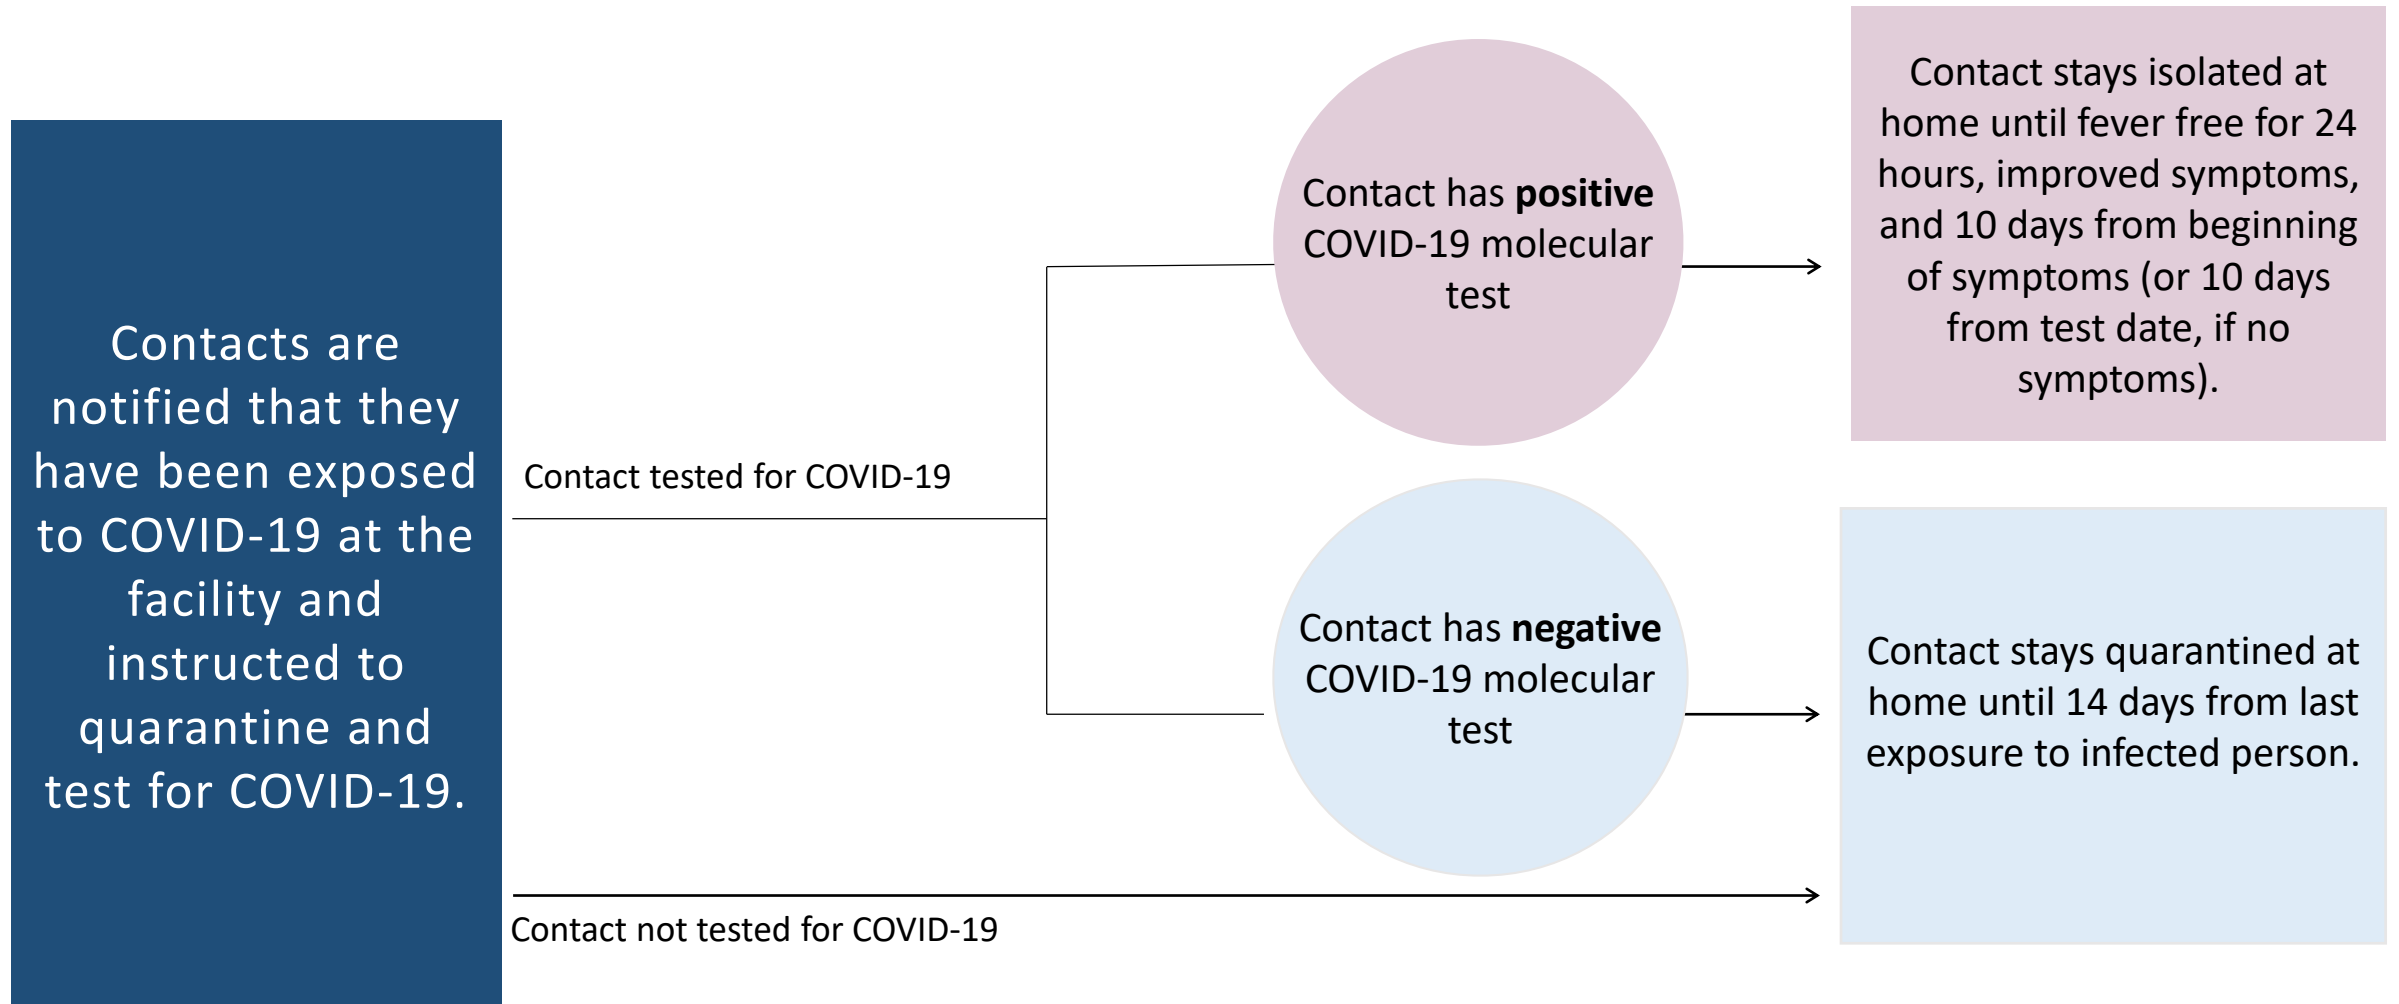 Contacts are
notified that they
have been exposed
to COVID-19 at the
facility and
instructed to
quarantine and
test for COVID-19.
Contact tested for COVID-19
Contact not tested for COVID-19
Contact has positive
COVID-19 molecular
test
Contact stays isolated at
home until fever free for 24
hours, improved symptoms,
and 10 days from beginning
of symptoms (or 10 days
from test date, if no
symptoms).
Contact has negative
COVID-19 molecular
test
Contact stays quarantined at
home until 14 days from last
exposure to infected person.